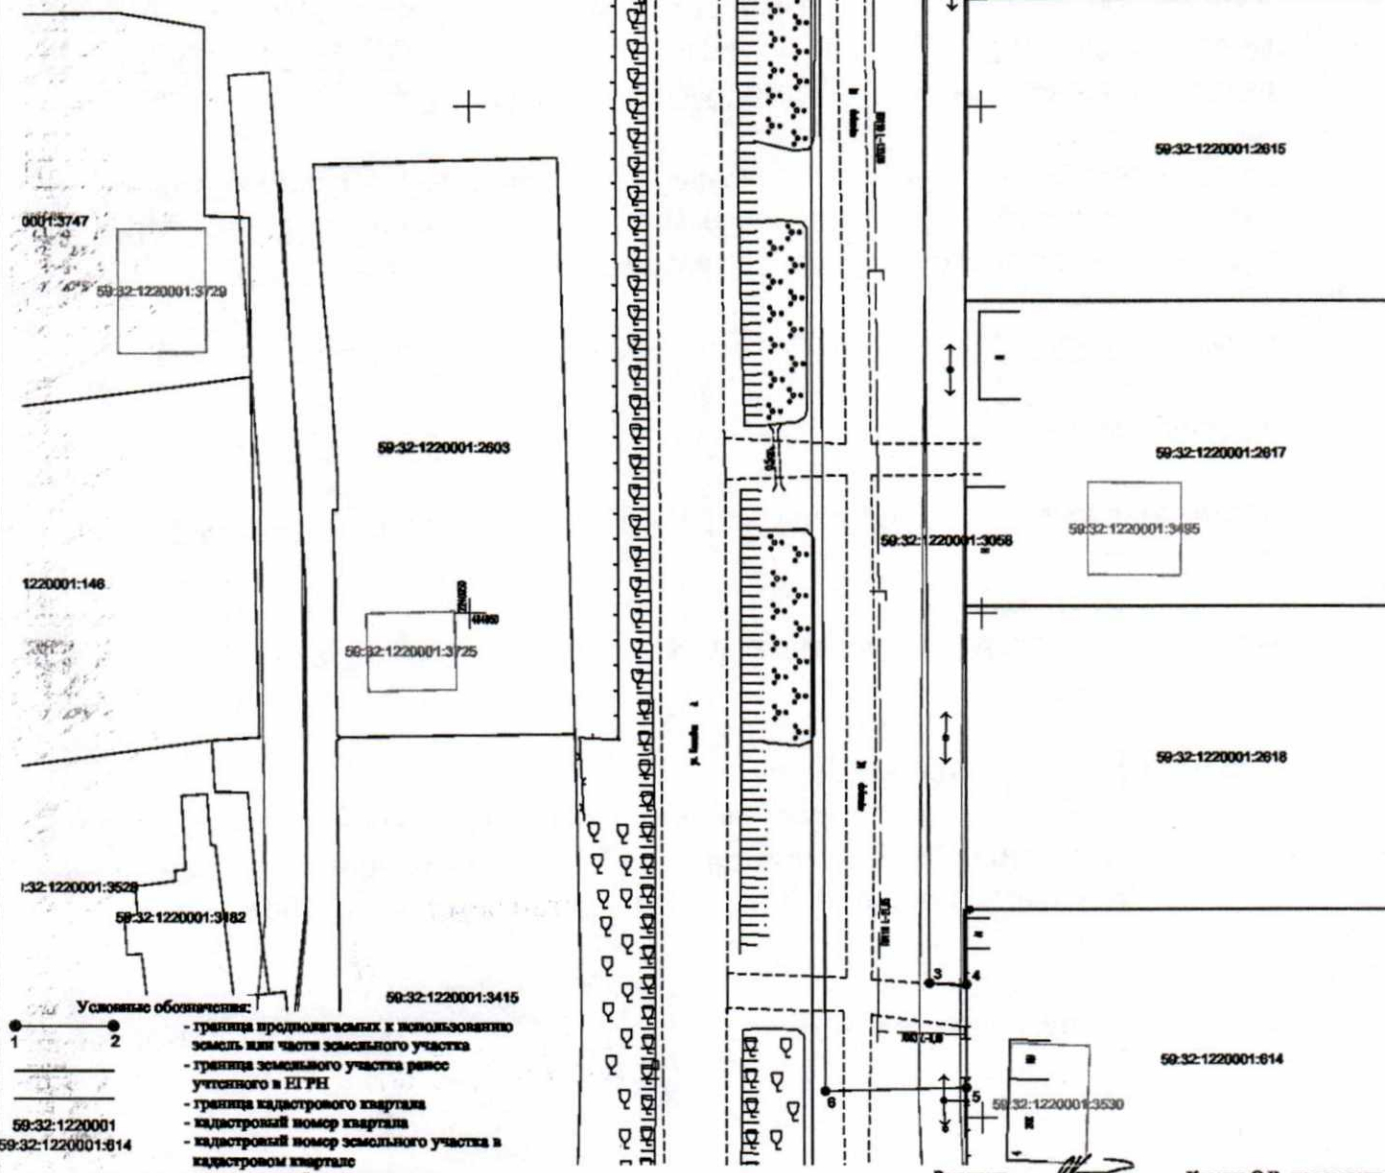 59:32:1220001:2615
0001:3747
59:32:1220001:3729
59:32:1220001:2603
59:32:1220001:2617
59:32:1220001:3495
59:32:1220001:3056
1220001:146
59:32:1220001:3725
59:32:1220001:2618
:32:1220001:3528
59:32:1220001:3482
3
4
59:32:1220001:3415
59:32:1220001:614
5
6
59:32:1220001:3530
Условные обозначения:
1 2
- граница предполагаемых к использованию
земель или части земельного участка
- граница земельного участка ранее
учтенного в ЕГРН
- граница кадастрового квартала
59:32:1220001 - кадастровый номер квартала
59:32:1220001:614 - кадастровый номер земельного участка в
кадастровом квартале